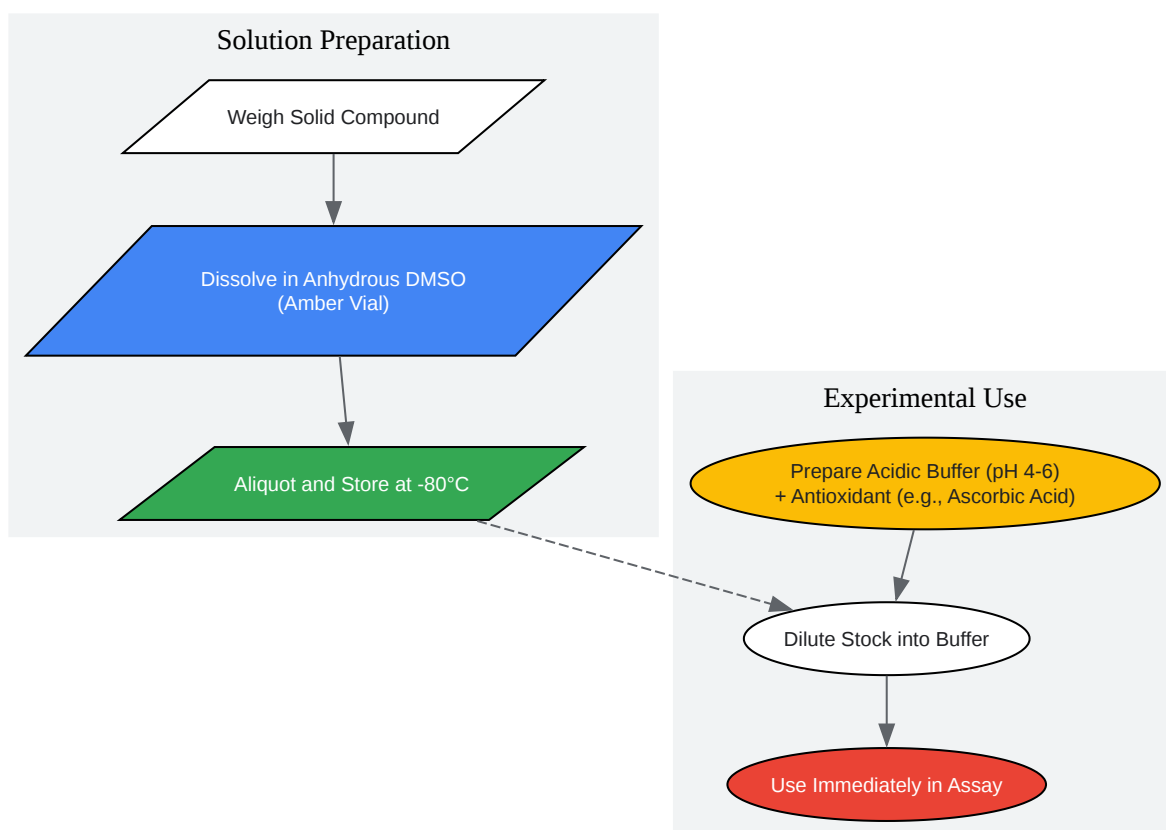 Solution Preparation
Weigh Solid Compound
Dissolve in Anhydrous DMSO
(Amber Vial)
Aliquot and Store at -80°C
Experimental Use
Prepare Acidic Buffer (pH 4-6)
+ Antioxidant (e.g., Ascorbic Acid)
Dilute Stock into Buffer
Use Immediately in Assay